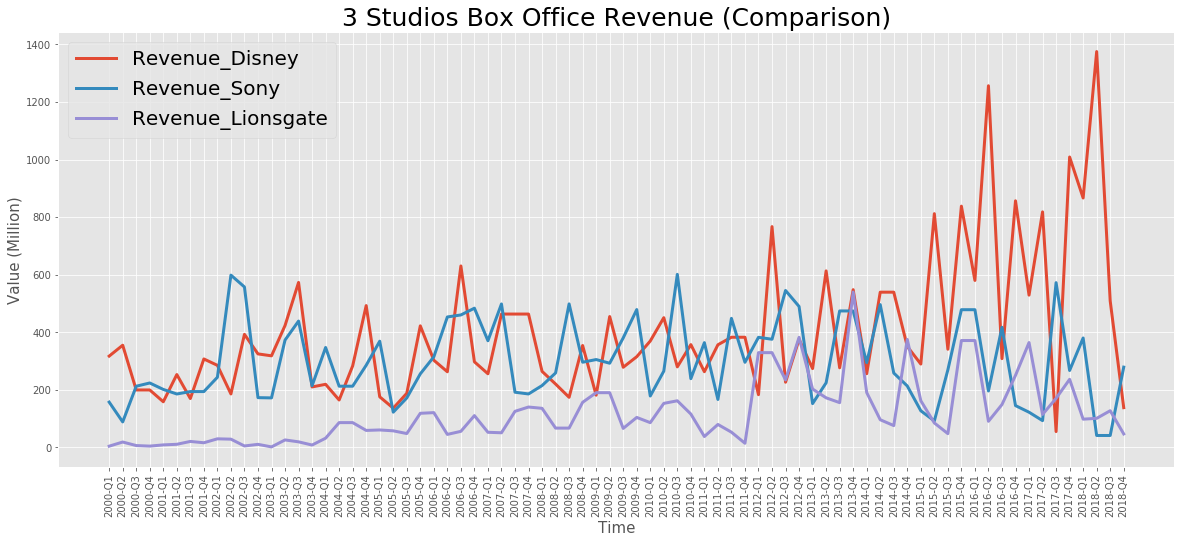 3 Studios Box Office Revenue (Comparison)
Revenue_Disney
Revenue_Sony
Revenue_Lionsgate
Value (Million)
1400
1200
1000
800
600
400
200
0
2000-Q1
2000-Q2
2000-Q3
2000-Q4
2001-Q1
2001-Q2
2001-Q3
2001-Q4
2002-Q1
2002-Q2
2002-Q3
2002-Q4
2003-Q1
2003-Q2
2003-Q3
2003-Q4
2004-Q1
2004-Q2
2004-Q3
2004-Q4
2005-Q1
2005-Q2
2005-Q3
2005-Q4
2006-Q1
2006-Q2
2006-Q3
2006-Q4
2007-Q1
2007-Q2
2007-Q3
2007-Q4
2008-Q1
2008-Q2
2008-Q3
2008-Q4
2009-Q1
2009-Q2
2009-Q3
2009-Q4
2010-Q1
2010-Q2
2010-Q3
2010-Q4
2011-Q1
2011-Q2
2011-Q3
2011-Q4
2012-Q1
2012-Q2
2012-Q3
2012-Q4
2013-Q1
2013-Q2
2013-Q3
2013-Q4
2014-Q1
2014-Q2
2014-Q3
2014-Q4
2015-Q1
2015-Q2
2015-Q3
2015-Q4
2016-Q1
2016-Q2
2016-Q3
2016-Q4
2017-Q1
2017-Q2
2017-Q3
2017-Q4
2018-Q1
2018-Q2
2018-Q3
2018-Q4
Time